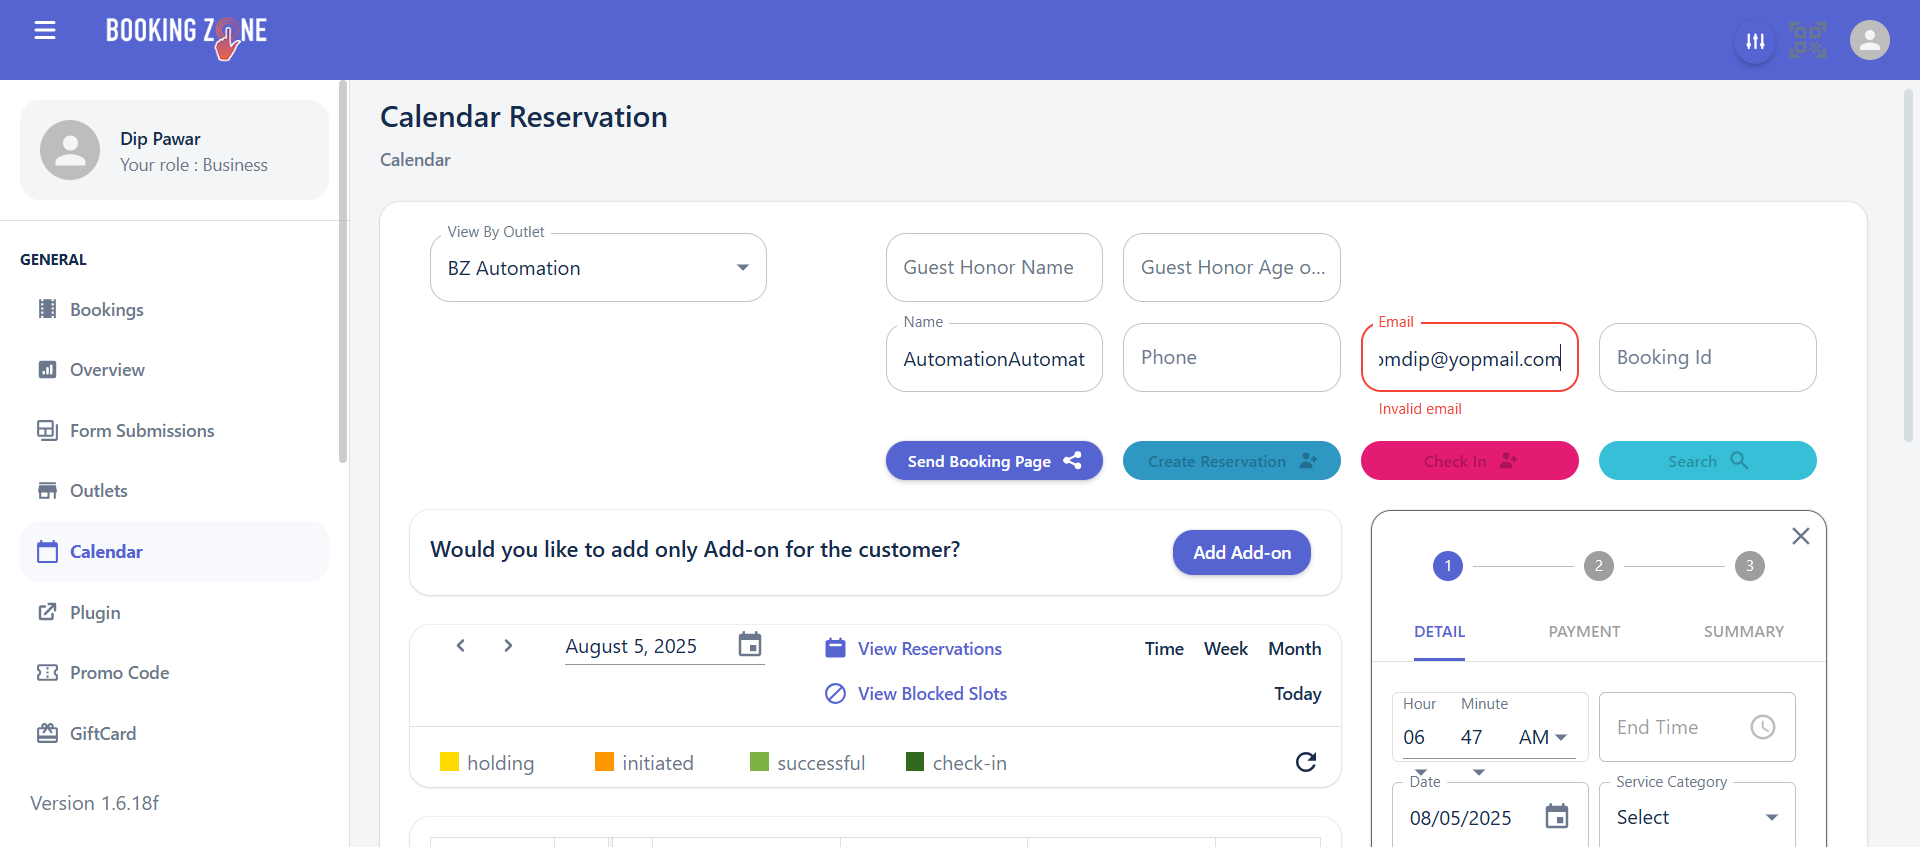 BOOKING ZONE
Dip Pawar
Your role : Business
GENERAL
Bookings
Overview
Form Submissions
Outlets
Calendar
Plugin
Promo Code
GiftCard
Version 1.6.18f
Calendar Reservation
Calendar
View By Outlet
BZ Automation
Guest Honor Name
Guest Honor Age o...
Name
AutomationAutomat
Phone
Email
omdip@yopmail.com
Invalid email
Booking Id
Send Booking Page
Create Reservation
Check In
Search
Would you like to add only Add-on for the customer?
Add Add-on
August 5, 2025
View Reservations
View Blocked Slots
Time Week Month
Today
holding initiated successful check-in
1 2 3
DETAIL PAYMENT SUMMARY
Hour Minute
06 47 AM
End Time
Date
08/05/2025
Service Category
Select